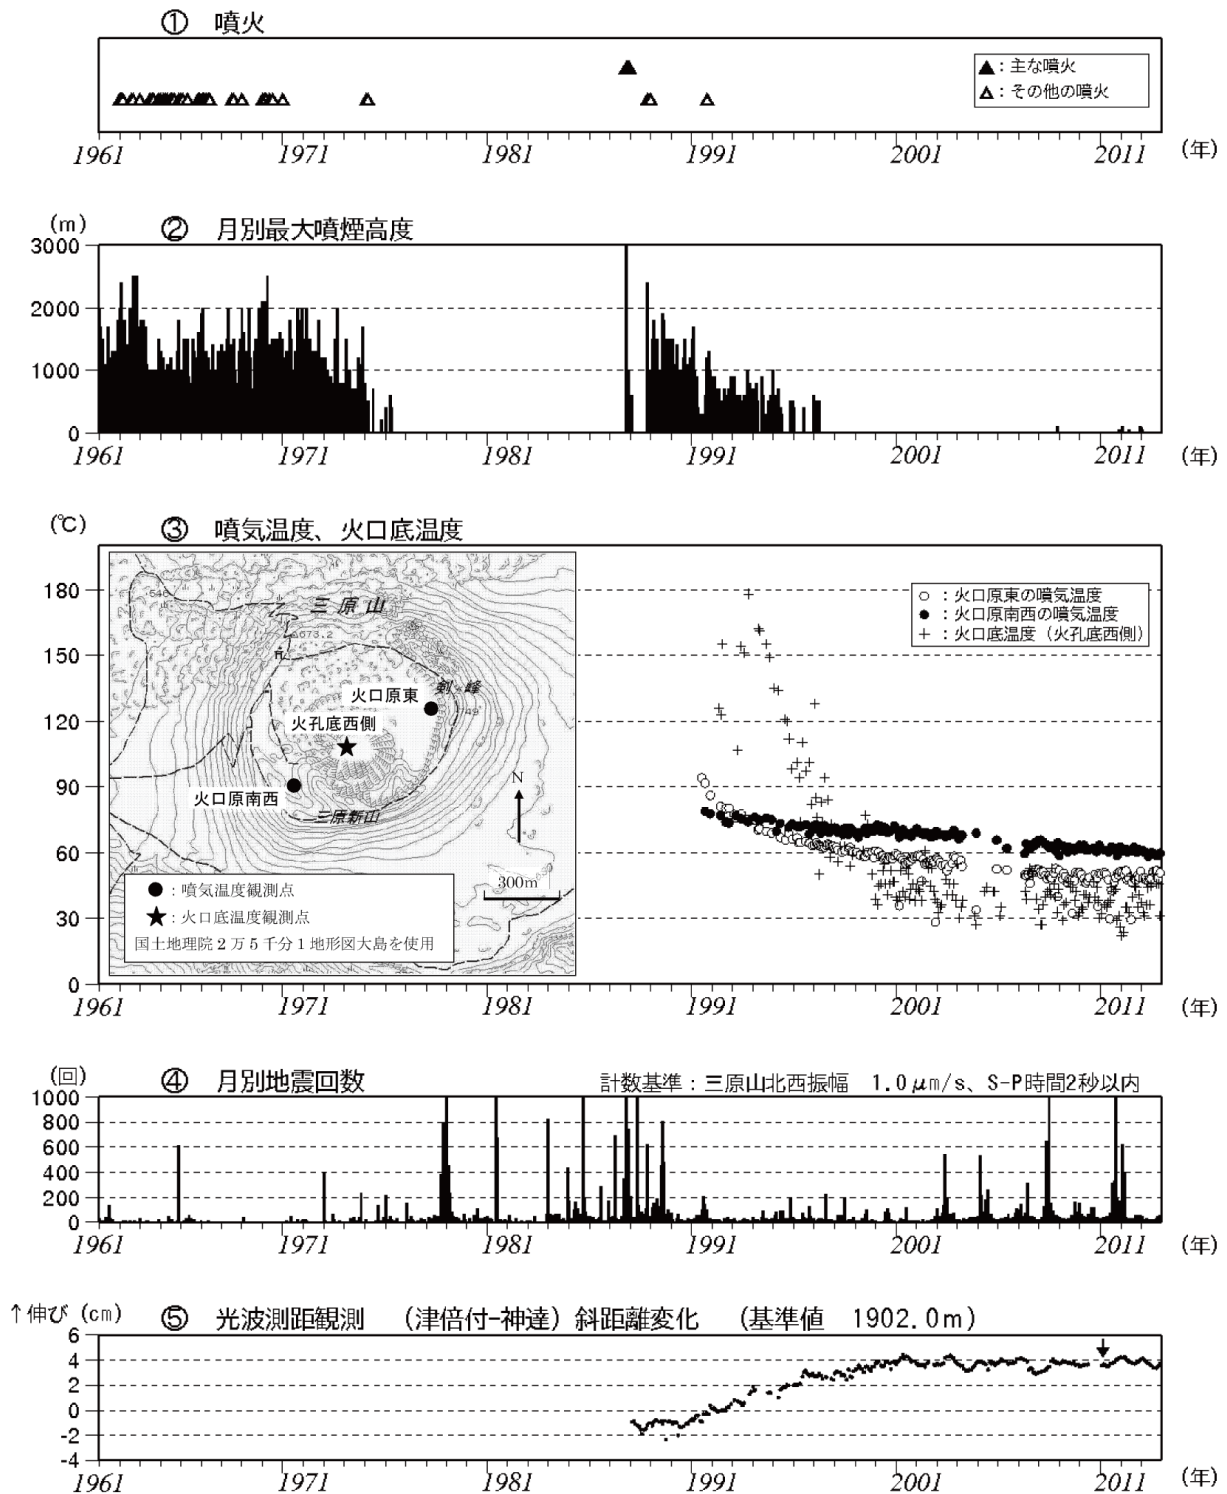 ① 噴火
▲：主な噴火
△：その他の噴火
1961 1971 1981 1991 2001 2011 (年)
(m) ② 月別最大噴煙高度
3000
2000
1000
0
1961 1971 1981 1991 2001 2011 (年)
(℃) ③ 噴気温度、火口底温度
180
150
120
90
60
30
0
○：火口原東の噴気温度
●：火口原南西の噴気温度
+：火口底温度（火孔底西側）
三原山
673.2
剣ヶ峰
火口原東
火孔底西側
火口原南西
三原新山
N
300m
●：噴気温度観測点
★：火口底温度観測点
国土地理院2万5千分1地形図大島を使用
1961 1971 1981 1991 2001 2011 (年)
(回) ④ 月別地震回数 計数基準：三原山北西振幅 1.0μm/s、S-P時間2秒以内
1000
800
600
400
200
0
1961 1971 1981 1991 2001 2011 (年)
↑伸び(cm) ⑤ 光波測距観測 （津倍付-神達）斜距離変化 （基準値 1902.0m）
6
4
2
0
-2
-4
1961 1971 1981 1991 2001 2011 (年)